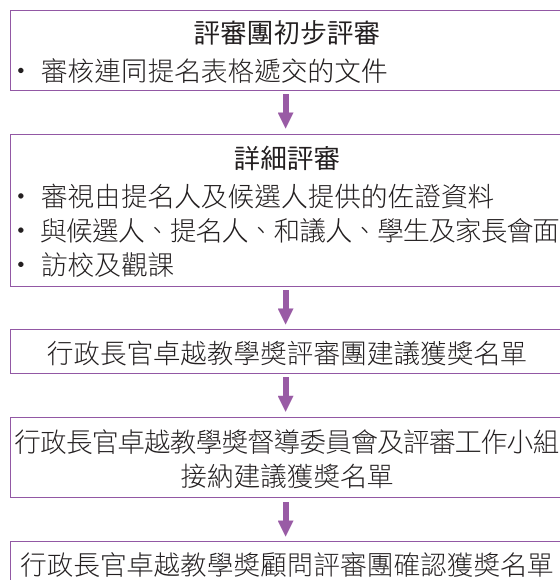 評審團初步評審
• 審核連同提名表格遞交的文件
詳細評審
• 審視由提名人及候選人提供的佐證資料
• 與候選人、提名人、和議人、學生及家長會面
• 訪校及觀課
行政長官卓越教學獎評審團建議獲獎名單
行政長官卓越教學獎督導委員會及評審工作小組
接納建議獲獎名單
行政長官卓越教學獎顧問評審團確認獲獎名單